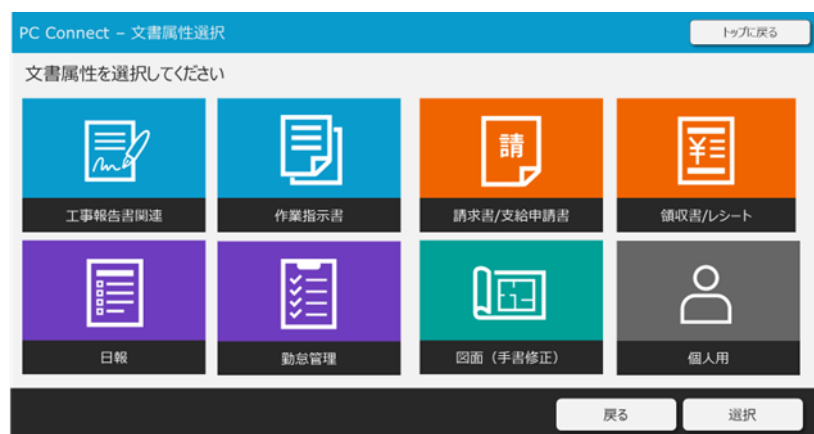 PC Connect – 文書属性選択
トップに戻る
文書属性を選択してください
請
¥
工事報告書関連
作業指示書
請求書/支給申請書
領収書/レシート
日報
勤怠管理
図面（手書修正）
個人用
戻る
選択